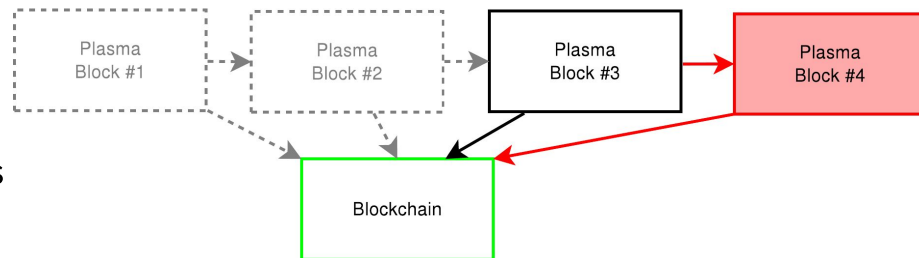 Plasma
Block #1
Plasma
Block #2
Plasma
Block #3
Plasma
Block #4
s
Blockchain